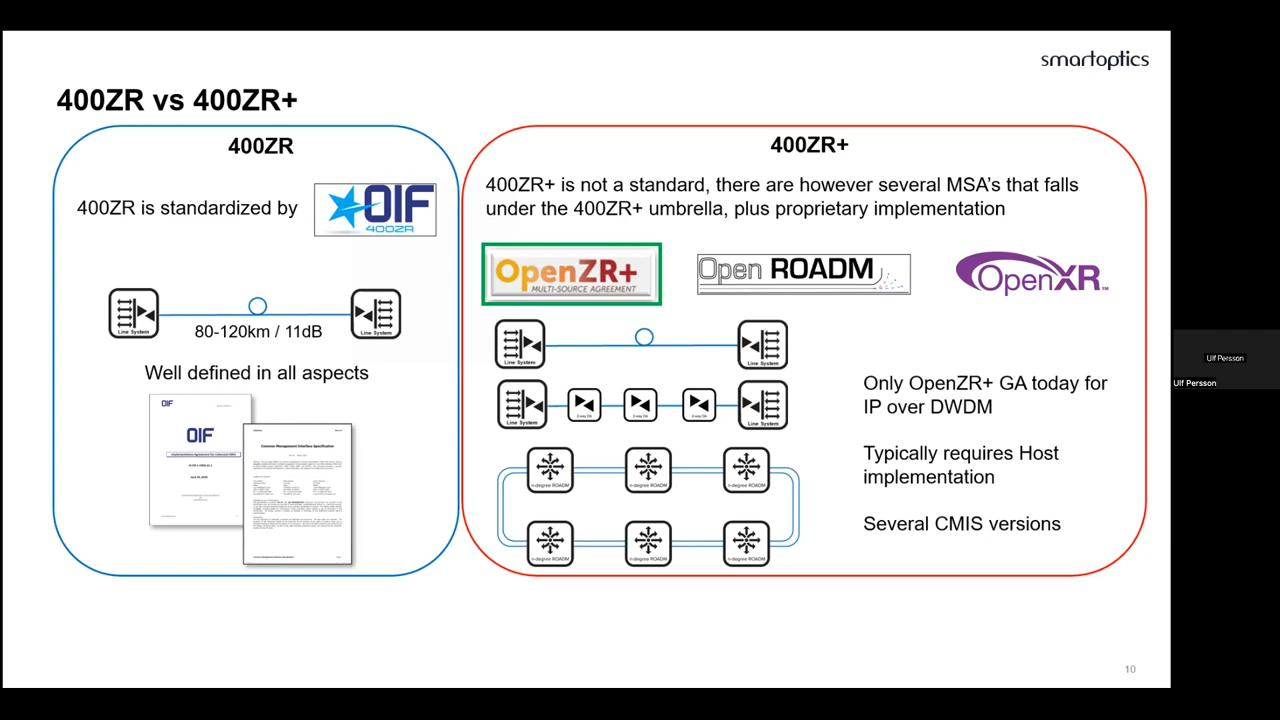 smartoptics
400ZR vs 400ZR+
400ZR
400ZR is standardized by
OIF
400ZR
Line System
Line System
80-120km / 11dB
Well defined in all aspects
OIF
OIF
Common Management Interface Specification
400ZR+
400ZR+ is not a standard, there are however several MSA's that falls
under the 400ZR+ umbrella, plus proprietary implementation
OpenZR+
MULTI-SOURCE AGREEMENT
Open ROADM
OpenXR™
Line System
Line System
Line System
Line System
n-degree ROADM
n-degree ROADM
n-degree ROADM
n-degree ROADM
n-degree ROADM
n-degree ROADM
Only OpenZR+ GA today for
IP over DWDM
Typically requires Host
implementation
Several CMIS versions
10
Ulf Persson
Ulf Persson